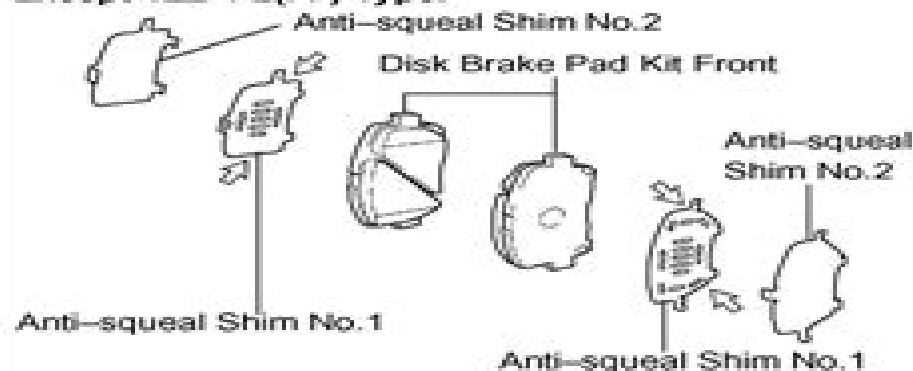 Anti–squeal Shim No.2
Disk Brake Pad Kit Front
Anti–squeal
Shim No.2
Anti–squeal Shim No.1
Anti–squeal Shim No.1